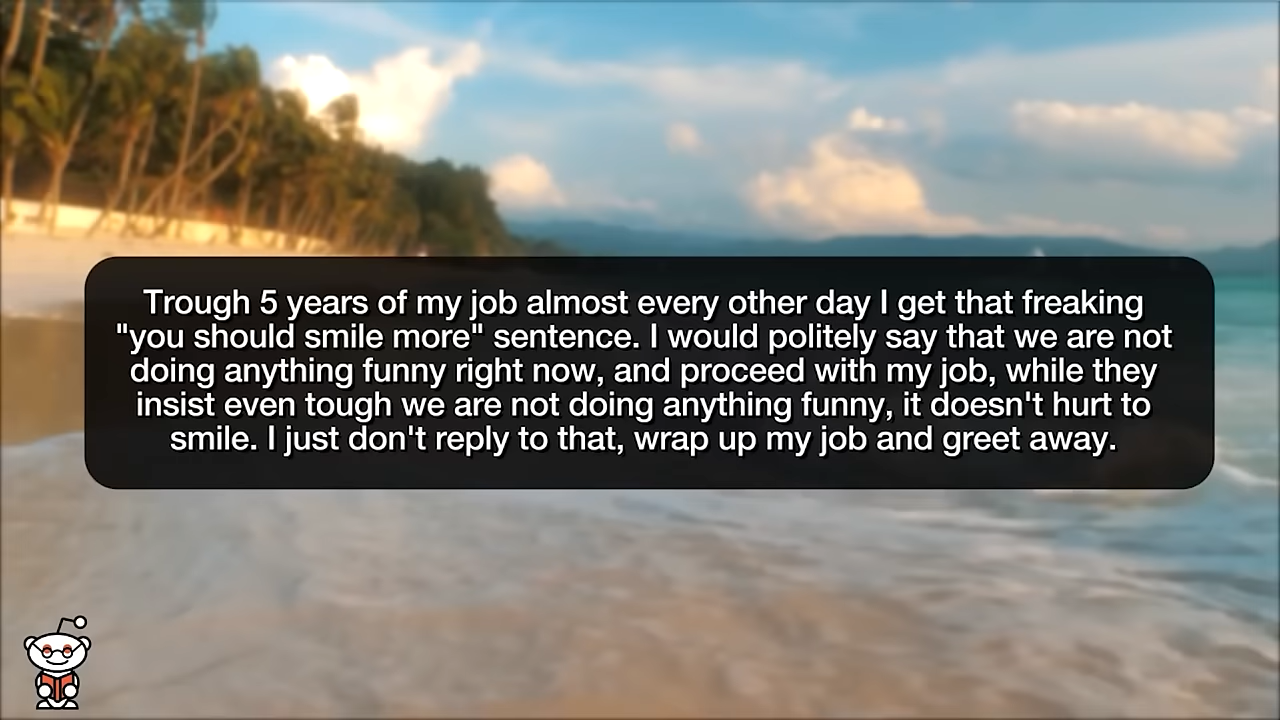 Trough 5 years of my job almost every other day I get that freaking
"you should smile more" sentence. I would politely say that we are not
doing anything funny right now, and proceed with my job, while they
insist even tough we are not doing anything funny, it doesn't hurt to
smile. I just don't reply to that, wrap up my job and greet away.